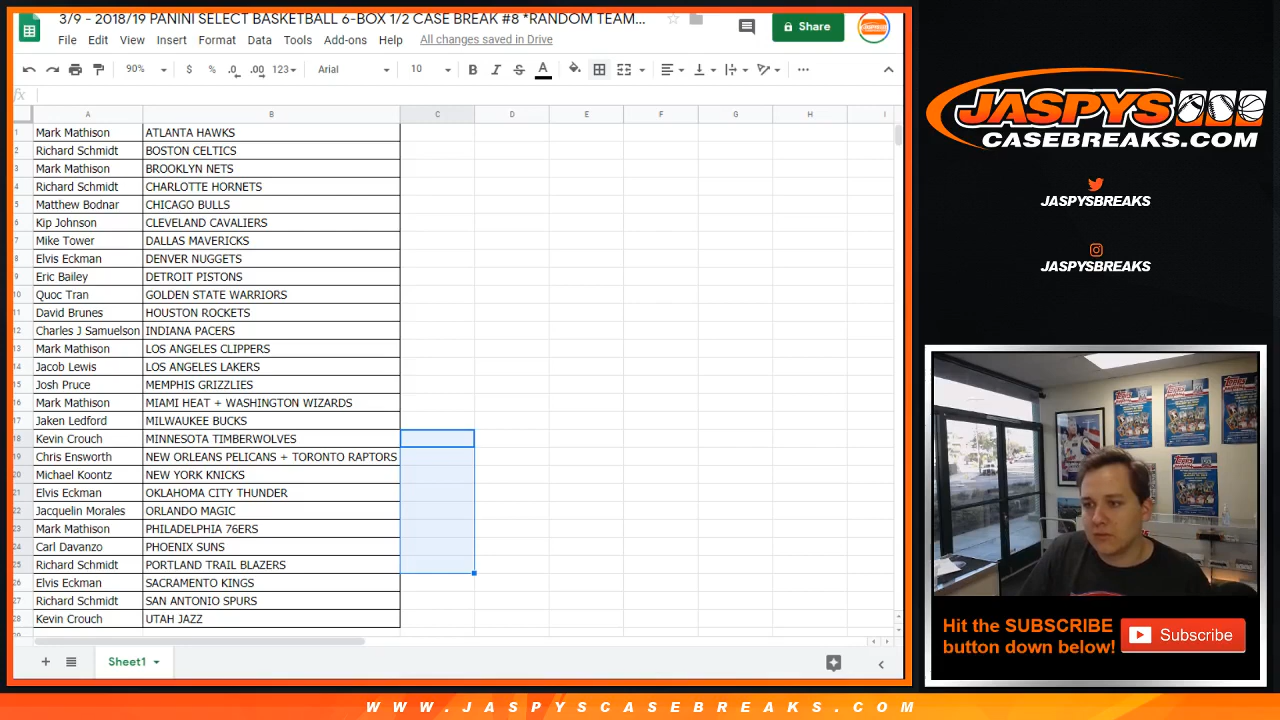 3/9 - 2018/19 PANINI SELECT BASKETBALL 6-BOX 1/2 CASE BREAK #8 *RANDOM TEAM...
Share
File Edit View Insert Format Data Tools Add-ons Help All changes saved in Drive
90% $ % .0 .00 123 Arial 10 B I S A
fx
A B C D E F G H I
1 Mark Mathison ATLANTA HAWKS
2 Richard Schmidt BOSTON CELTICS
3 Mark Mathison BROOKLYN NETS
4 Richard Schmidt CHARLOTTE HORNETS
5 Matthew Bodnar CHICAGO BULLS
6 Kip Johnson CLEVELAND CAVALIERS
7 Mike Tower DALLAS MAVERICKS
8 Elvis Eckman DENVER NUGGETS
9 Eric Bailey DETROIT PISTONS
10 Quoc Tran GOLDEN STATE WARRIORS
11 David Brunes HOUSTON ROCKETS
12 Charles J Samuelson INDIANA PACERS
13 Mark Mathison LOS ANGELES CLIPPERS
14 Jacob Lewis LOS ANGELES LAKERS
15 Josh Pruce MEMPHIS GRIZZLIES
16 Mark Mathison MIAMI HEAT + WASHINGTON WIZARDS
17 Jaken Ledford MILWAUKEE BUCKS
18 Kevin Crouch MINNESOTA TIMBERWOLVES
19 Chris Ensworth NEW ORLEANS PELICANS + TORONTO RAPTORS
20 Michael Koontz NEW YORK KNICKS
21 Elvis Eckman OKLAHOMA CITY THUNDER
22 Jacquelin Morales ORLANDO MAGIC
23 Mark Mathison PHILADELPHIA 76ERS
24 Carl Davanzo PHOENIX SUNS
25 Richard Schmidt PORTLAND TRAIL BLAZERS
26 Elvis Eckman SACRAMENTO KINGS
27 Richard Schmidt SAN ANTONIO SPURS
28 Kevin Crouch UTAH JAZZ
Sheet1
JASPYS
CASEBREAKS.COM
JASPYSBREAKS
JASPYSBREAKS
Topps
Topps
Topps
Topps
Hit the SUBSCRIBE
button down below!
Subscribe
WWW.JASPYSCASEBREAKS.COM